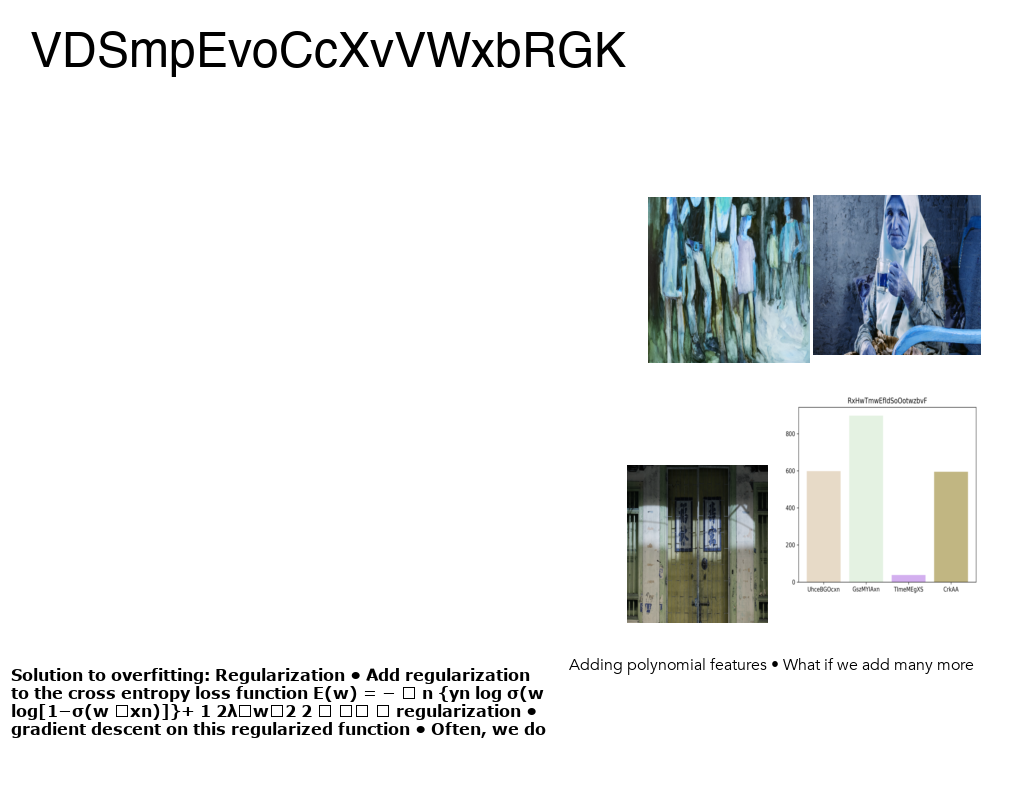 VDSmpEvoCcXvVWxbRGK
RxHwTmwEfIdSoOotwzbvF
800
600
400
200
0
UhceBGOcxn GszMYIAxn TImeMEgXS CrkAA
Adding polynomial features • What if we add many more
Solution to overfitting: Regularization • Add regularization
to the cross entropy loss function E(w) = − □ n {yn log σ(w
log[1−σ(w □xn)]}+ 1 2λ□w□2 2 □ □□ □ regularization •
gradient descent on this regularized function • Often, we do